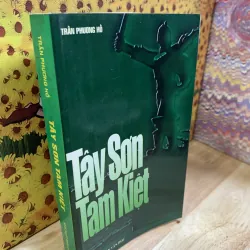 TRẦN PHƯƠNG HỒ
Tây Sơn
Tam Kiệt
TRẦN PHƯƠNG HỒ
TÂY SƠN TAM KIỆT